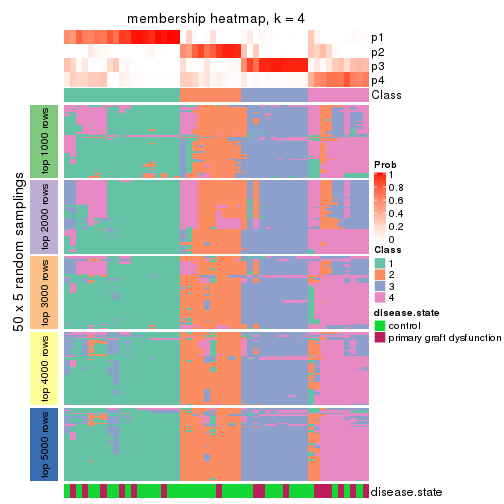 membership heatmap, k = 4
p1
p2
p3
p4
Class
50 x 5 random samplings
top 1000 rows
top 2000 rows
top 3000 rows
top 4000 rows
top 5000 rows
Prob
1
0.8
0.6
0.4
0.2
0
Class
1
2
3
4
disease.state
control
primary graft dysfunction
disease.state